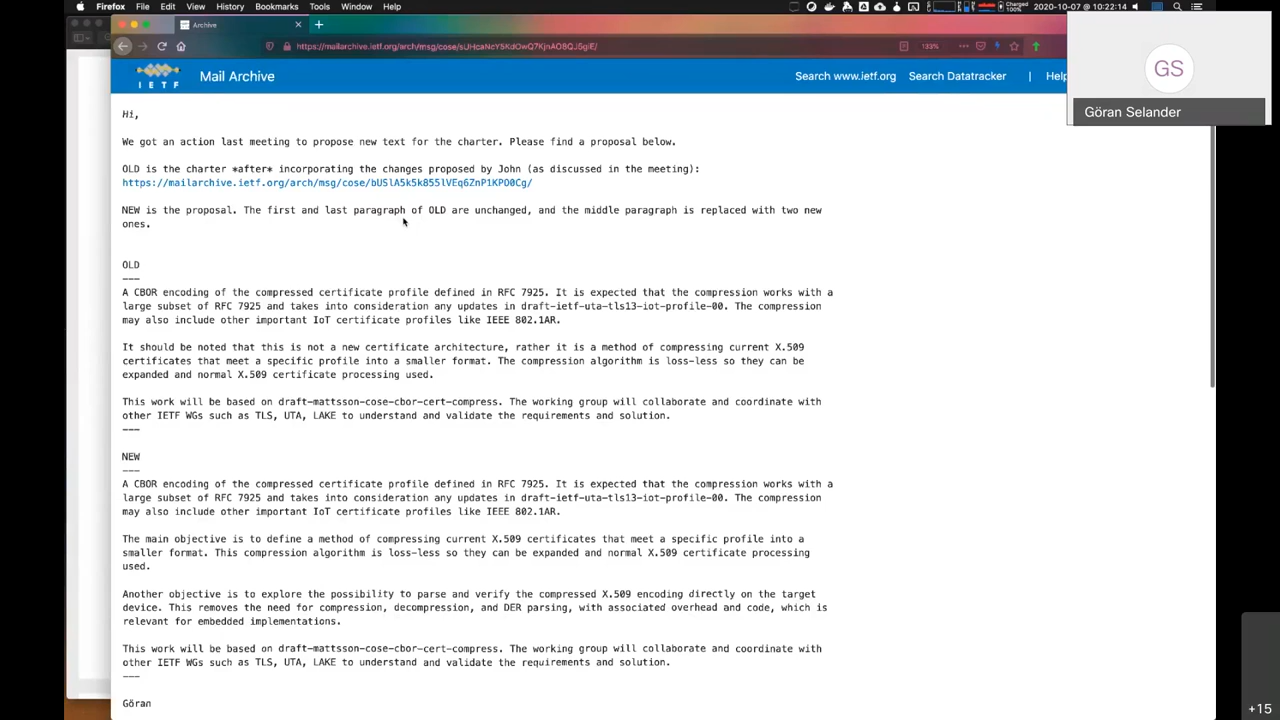 Firefox File Edit View History Bookmarks Tools Window Help
Charged 100%
2020-10-07 @ 10:22:14
Archive
133%
IETF
Mail Archive
Search www.ietf.org Search Datatracker | Help
GS
Göran Selander
Hi,
We got an action last meeting to propose new text for the charter. Please find a proposal below.
OLD is the charter *after* incorporating the changes proposed by John (as discussed in the meeting):
https://mailarchive.ietf.org/arch/msg/cose/bUSlA5k5k855lVEq6ZnP1KPO0Cg/
NEW is the proposal. The first and last paragraph of OLD are unchanged, and the middle paragraph is replaced with two new
ones.
OLD
---
A CBOR encoding of the compressed certificate profile defined in RFC 7925. It is expected that the compression works with a
large subset of RFC 7925 and takes into consideration any updates in draft-ietf-uta-tls13-iot-profile-00. The compression
may also include other important IoT certificate profiles like IEEE 802.1AR.
It should be noted that this is not a new certificate architecture, rather it is a method of compressing current X.509
certificates that meet a specific profile into a smaller format. The compression algorithm is loss-less so they can be
expanded and normal X.509 certificate processing used.
This work will be based on draft-mattsson-cose-cbor-cert-compress. The working group will collaborate and coordinate with
other IETF WGs such as TLS, UTA, LAKE to understand and validate the requirements and solution.
---
NEW
---
A CBOR encoding of the compressed certificate profile defined in RFC 7925. It is expected that the compression works with a
large subset of RFC 7925 and takes into consideration any updates in draft-ietf-uta-tls13-iot-profile-00. The compression
may also include other important IoT certificate profiles like IEEE 802.1AR.
The main objective is to define a method of compressing current X.509 certificates that meet a specific profile into a
smaller format. This compression algorithm is loss-less so they can be expanded and normal X.509 certificate processing
used.
Another objective is to explore the possibility to parse and verify the compressed X.509 encoding directly on the target
device. This removes the need for compression, decompression, and DER parsing, with associated overhead and code, which is
relevant for embedded implementations.
This work will be based on draft-mattsson-cose-cbor-cert-compress. The working group will collaborate and coordinate with
other IETF WGs such as TLS, UTA, LAKE to understand and validate the requirements and solution.
---
Göran
+15